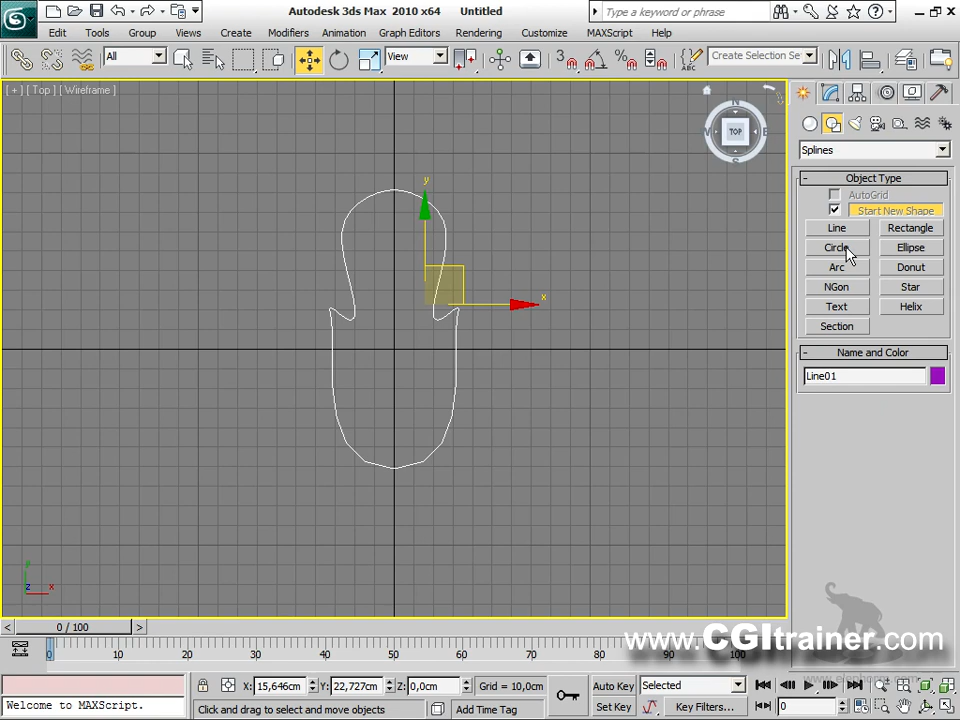 Autodesk 3ds Max 2010 x64 Untitled
Type a keyword or phrase
Edit Tools Group Views Create Modifiers Animation Graph Editors Rendering Customize MAXScript Help
All
View
3
Create Selection Se
[ + ] [ Top ] [ Wireframe ]
N
TOP
S
Splines
- Object Type
AutoGrid
Start New Shape
Line Rectangle
Circle Ellipse
Arc Donut
NGon Star
Text Helix
Section
- Name and Color
Line01
y
x
z x
< 0 / 100 >
0 10 20 30 40 50 60 70 80 90
www.CGItrainer.com
X: 15,646cm Y: 22,727cm Z: 0,0cm Grid = 10,0cm
Auto Key Selected
Welcome to MAXScript.
Click and drag to select and move objects
Add Time Tag
Set Key Key Filters...
0